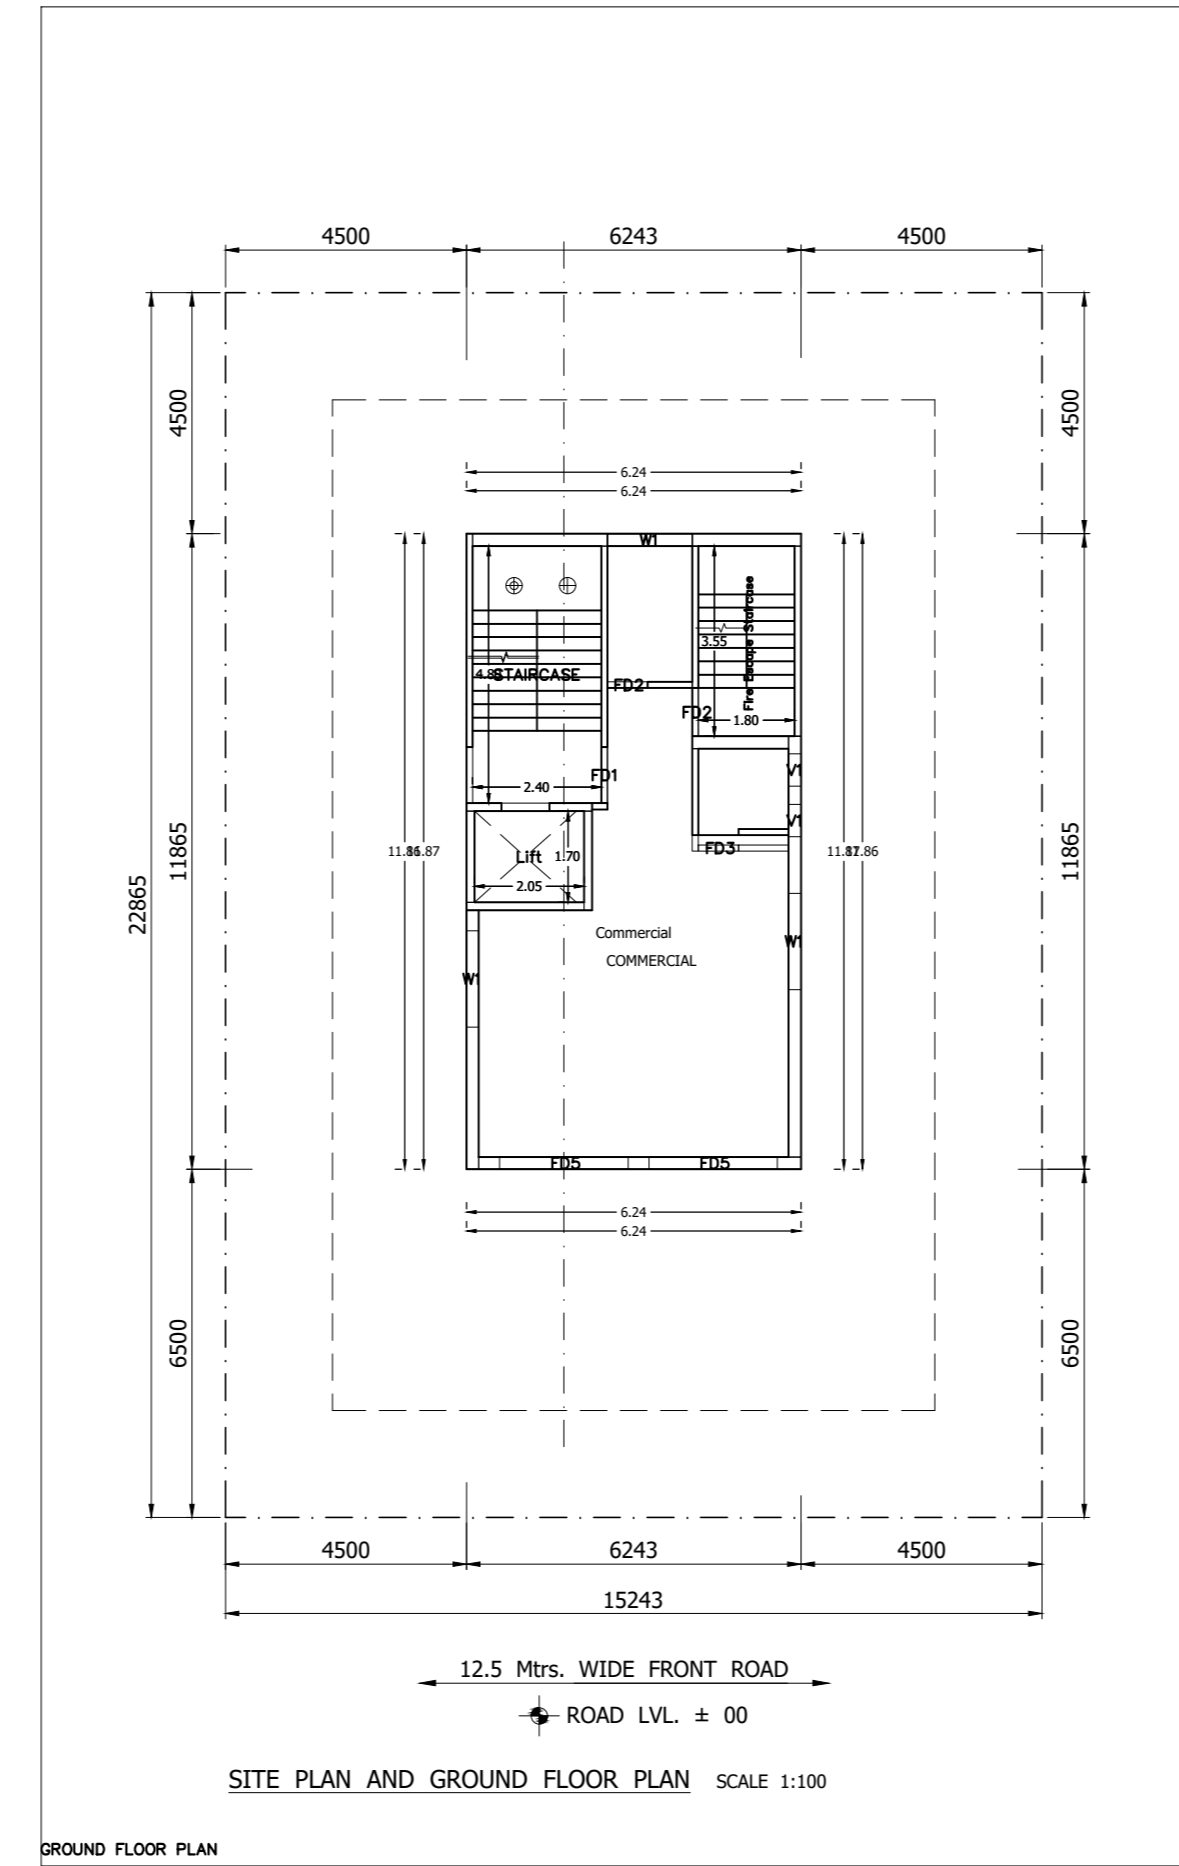 4500 6243 4500
4500 4500
6.24
6.24
W1
Fire Escape Staircase
3.55
STAIRCASE
FD2
FD2
1.80
FD1
V1
2.40
V1
11865 11.87 FD3 11865
Lift 1.70
2.05
22865
Commercial
W1
COMMERCIAL
W1
FD5 FD5
6.24
6.24
6500 6500
4500 6243 4500
15243
12.5 Mtrs. WIDE FRONT ROAD
ROAD LVL. ± 00
SITE PLAN AND GROUND FLOOR PLAN SCALE 1:100
GROUND FLOOR PLAN